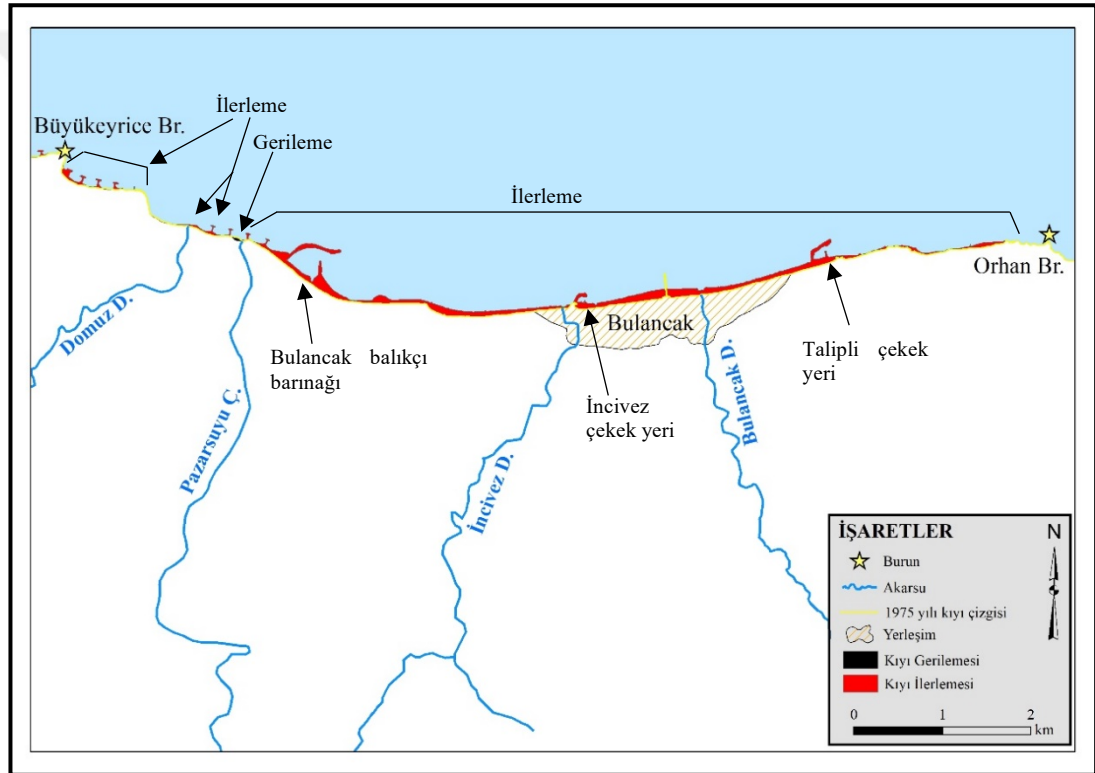 İlerleme
Büyükeyrice Br.
Gerileme
İlerleme
Orhan Br.
Domuz D.
Bulancak balıkçı
barınağı
Bulancak
Talipli çekek
yeri
İncivez
çekek yeri
Pazarsuyu Ç.
İncivez D.
Bulancak D.
İŞARETLER
N
Burun
Akarsu
1975 yılı kıyı çizgisi
Yerleşim
Kıyı Gerilemesi
Kıyı İlerlemesi
0 1 2
km